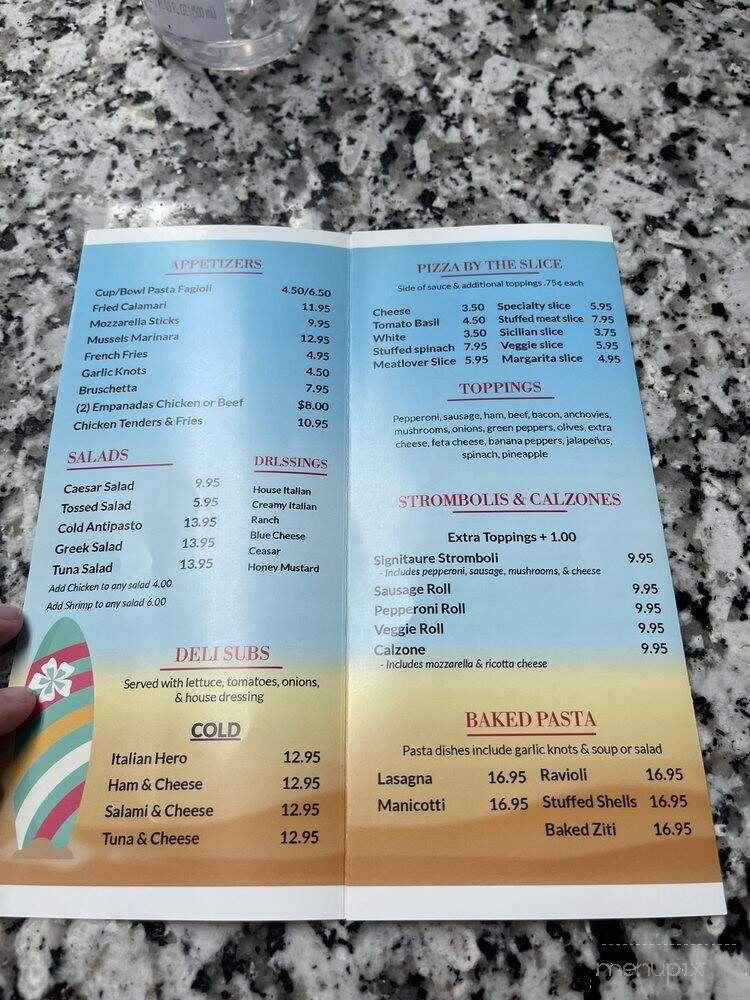 APPETIZERS
Cup/Bowl Pasta Fagioli 4.50/6.50
Fried Calamari 11.95
Mozzarella Sticks 9.95
Mussels Marinara 12.95
French Fries 4.95
Garlic Knots 4.50
Bruschetta 7.95
(2) Empanadas Chicken or Beef $8.00
Chicken Tenders & Fries 10.95
SALADS
Caesar Salad 9.95
Tossed Salad 5.95
Cold Antipasto 13.95
Greek Salad 13.95
Tuna Salad 13.95
Add Chicken to any salad 4.00
Add Shrimp to any salad 6.00
DRLSSINGS
House Italian
Creamy Italian
Ranch
Blue Cheese
Ceasar
Honey Mustard
DELI SUBS
Served with lettuce, tomatoes, onions,
& house dressing
COLD
Italian Hero 12.95
Ham & Cheese 12.95
Salami & Cheese 12.95
Tuna & Cheese 12.95
PIZZA BY THE SLICE
Side of sauce & additional toppings .75¢ each
Cheese 3.50 Specialty slice 5.95
Tomato Basil 4.50 Stuffed meat slice 7.95
White 3.50 Sicilian slice 3.75
Stuffed spinach 7.95 Veggie slice 5.95
Meatlover Slice 5.95 Margarita slice 4.95
TOPPINGS
Pepperoni, sausage, ham, beef, bacon, anchovies,
mushrooms, onions, green peppers, olives, extra
cheese, feta cheese, banana peppers, jalapeños,
spinach, pineapple
STROMBOLIS & CALZONES
Extra Toppings + 1.00
Signitaure Stromboli 9.95
- Includes pepperoni, sausage, mushrooms, & cheese
Sausage Roll 9.95
Pepperoni Roll 9.95
Veggie Roll 9.95
Calzone 9.95
- Includes mozzarella & ricotta cheese
BAKED PASTA
Pasta dishes include garlic knots & soup or salad
Lasagna 16.95 Ravioli 16.95
Manicotti 16.95 Stuffed Shells 16.95
Baked Ziti 16.95
menupix